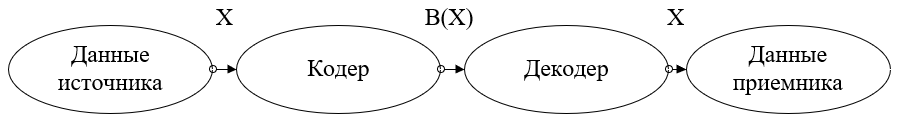 X
B(X)
X
Данные
источника
Кодер
Декодер
Данные
приемника